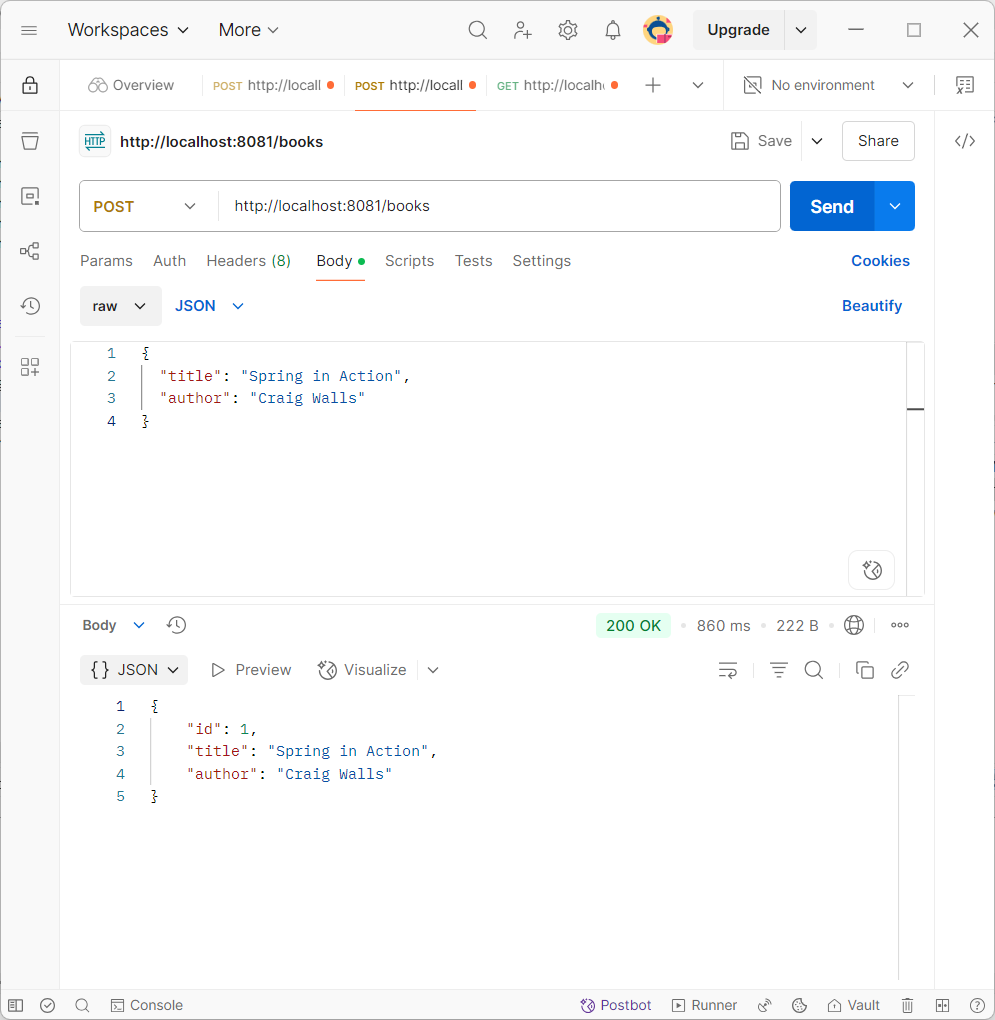 Workspaces More Upgrade
Overview POST http://locall POST http://locall GET http://localh No environment
HTTP http://localhost:8081/books Save Share
POST http://localhost:8081/books Send
Params Auth Headers (8) Body Scripts Tests Settings Cookies
raw JSON Beautify
1 {
2 "title": "Spring in Action",
3 "author": "Craig Walls"
4 }
Body 200 OK 860 ms 222 B
{} JSON Preview Visualize
1 {
2 "id": 1,
3 "title": "Spring in Action",
4 "author": "Craig Walls"
5 }
Console Postbot Runner Vault